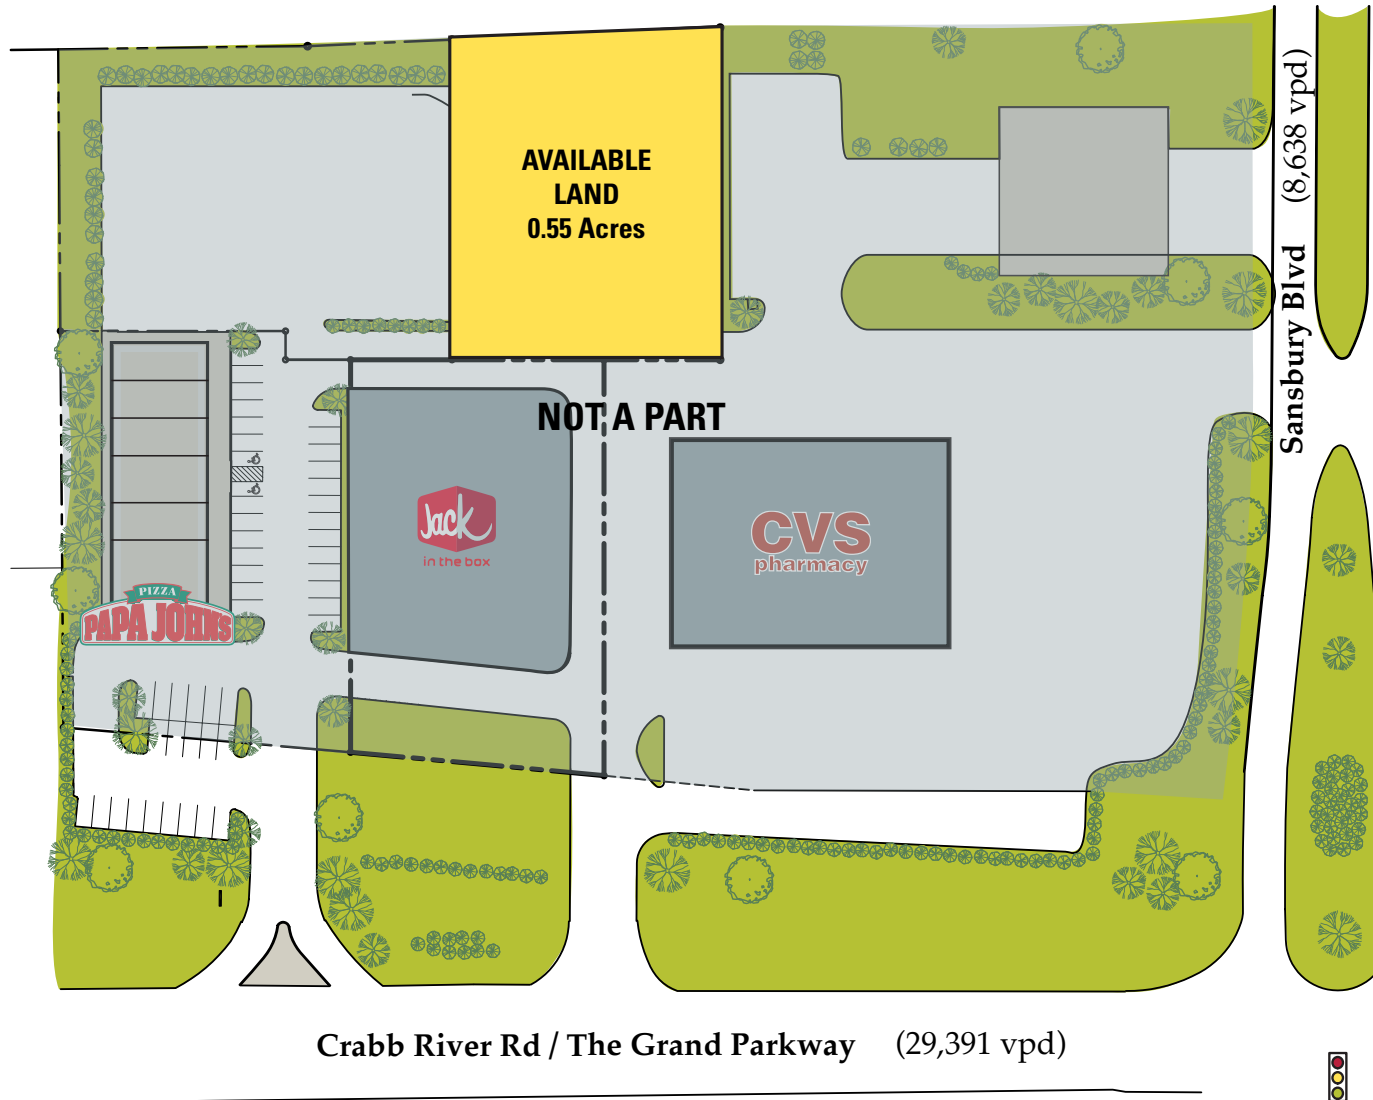 AVAILABLE
LAND
0.55 Acres
Sansbury Blvd (8,638 vpd)
NOT A PART
Jack
in the box
CVS
pharmacy
PIZZA
PAPA JOHN'S
Crabb River Rd / The Grand Parkway (29,391 vpd)